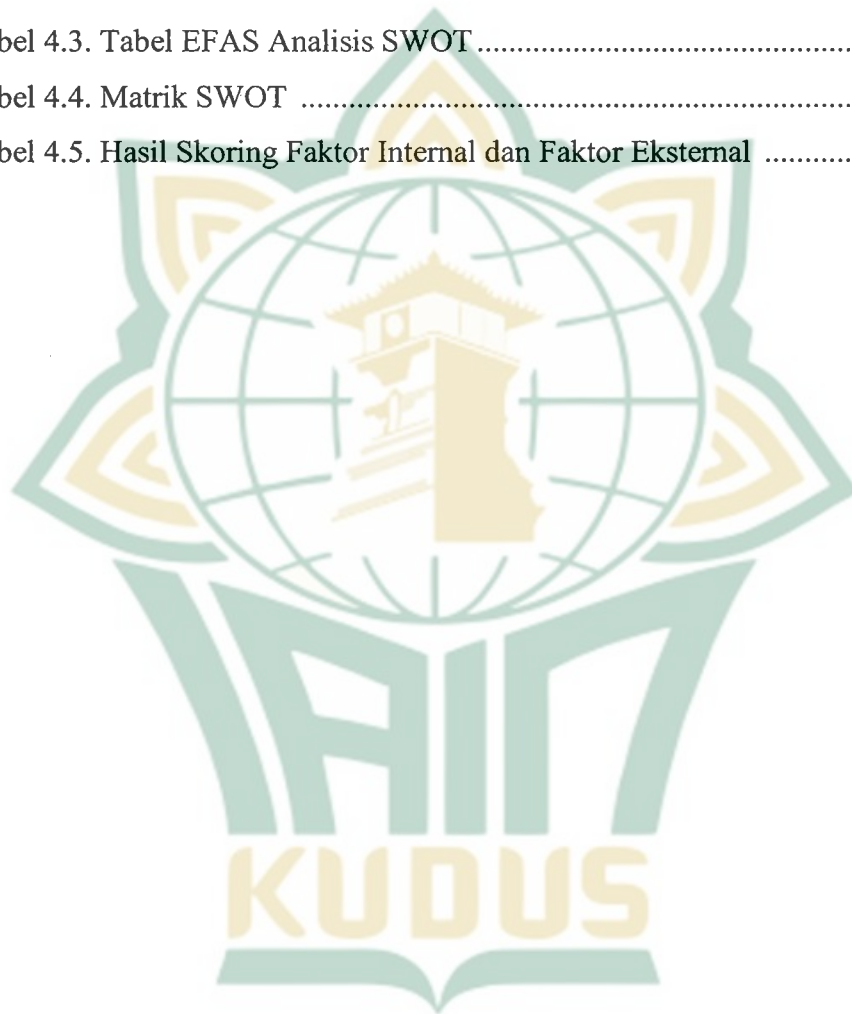 bel 4.3. Tabel EFAS Analisis SWOT ....................................................
bel 4.4. Matrik SWOT ..............................................................................
bel 4.5. Hasil Skoring Faktor Internal dan Faktor Eksternal ............
IAIN
KUDUS